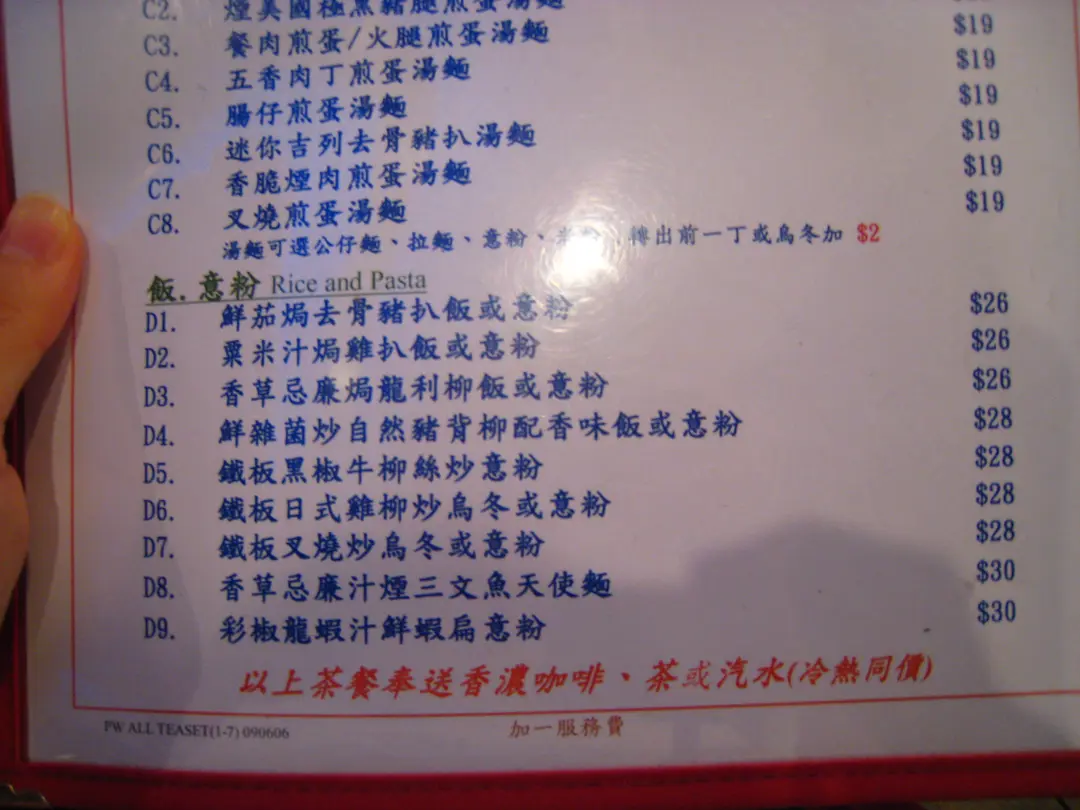 C2. 煙美國極黑豬腿煎蛋湯麵
C3. 餐肉煎蛋/火腿煎蛋湯麵 $19
C4. 五香肉丁煎蛋湯麵 $19
C5. 腸仔煎蛋湯麵 $19
C6. 迷你吉列去骨豬扒湯麵 $19
C7. 香脆煙肉煎蛋湯麵 $19
C8. 叉燒煎蛋湯麵 $19
湯麵可選公仔麵、拉麵、意粉、 轉出前一丁或烏冬加 $2
飯. 意粉 Rice and Pasta
D1. 鮮茄焗去骨豬扒飯或意粉 $26
D2. 粟米汁焗雞扒飯或意粉 $26
D3. 香草忌廉焗龍利柳飯或意粉 $26
D4. 鮮雜菌炒自然豬背柳配香味飯或意粉 $28
D5. 鐵板黑椒牛柳絲炒意粉 $28
D6. 鐵板日式雞柳炒烏冬或意粉 $28
D7. 鐵板叉燒炒烏冬或意粉 $28
D8. 香草忌廉汁煙三文魚天使麵 $30
D9. 彩椒龍蝦汁鮮蝦扁意粉 $30
以上茶餐奉送香濃咖啡、茶或汽水(冷熱同價)
PW ALL TEASET(1-7) 090606 加一服務費